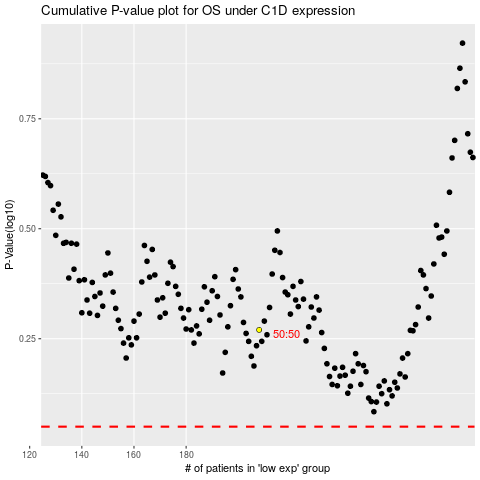 Cumulative P-value plot for OS under C1D expression
P-Value(log10)
0.75
0.50
0.25
50:50
120 140 160 180
# of patients in 'low exp' group